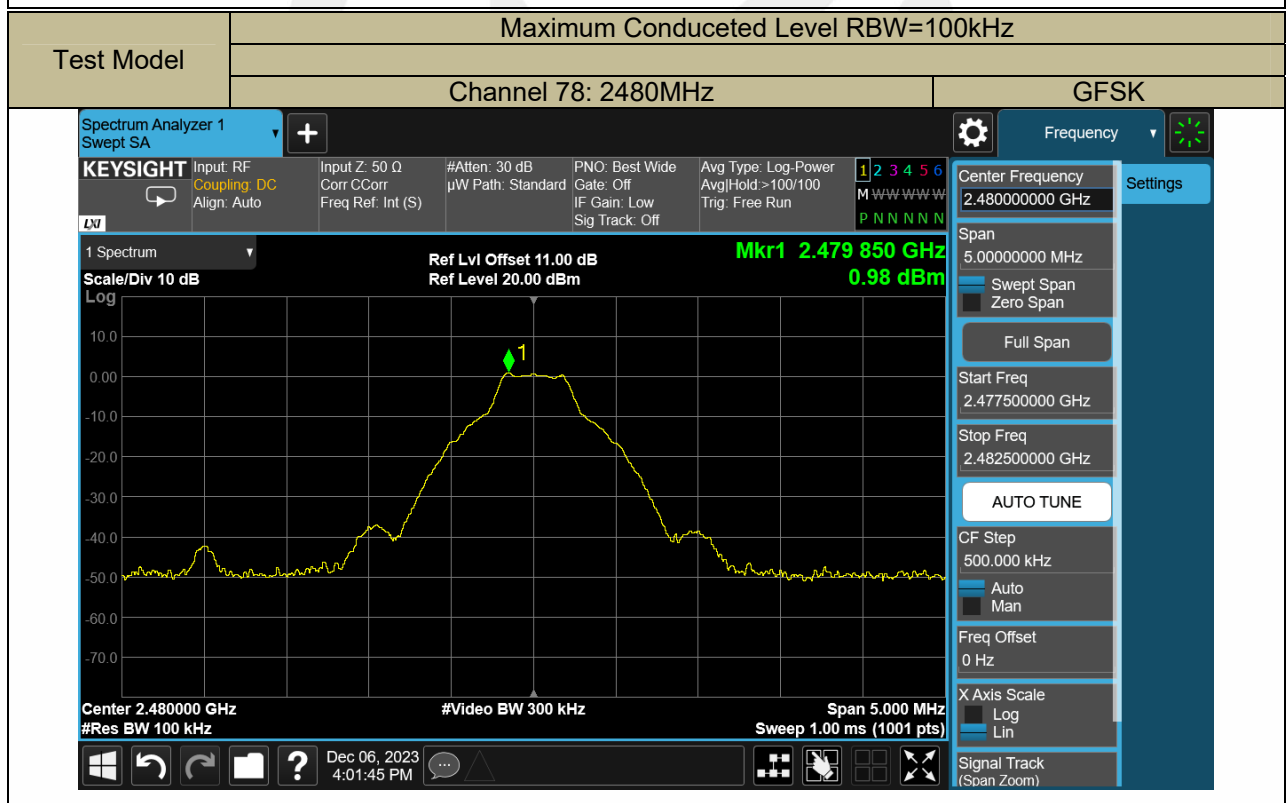 Test Model
Maximum Conduceted Level RBW=100kHz
Channel 78: 2480MHz
GFSK
Spectrum Analyzer 1
Swept SA
Frequency
KEYSIGHT
LXI
Input: RF
Coupling: DC
Align: Auto
Input Z: 50 Ω
Corr CCorr
Freq Ref: Int (S)
#Atten: 30 dB
µW Path: Standard
PNO: Best Wide
Gate: Off
IF Gain: Low
Sig Track: Off
Avg Type: Log-Power
Avg|Hold:>100/100
Trig: Free Run
1 2 3 4 5 6
M W W W W W
P N N N N N
1 Spectrum
Scale/Div 10 dB
Log
Ref Lvl Offset 11.00 dB
Ref Level 20.00 dBm
Mkr1 2.479 850 GHz
0.98 dBm
1
10.0
0.00
-10.0
-20.0
-30.0
-40.0
-50.0
-60.0
-70.0
Center 2.480000 GHz
#Res BW 100 kHz
#Video BW 300 kHz
Span 5.000 MHz
Sweep 1.00 ms (1001 pts)
Dec 06, 2023
4:01:45 PM
Center Frequency
2.480000000 GHz
Settings
Span
5.00000000 MHz
Swept Span
Zero Span
Full Span
Start Freq
2.477500000 GHz
Stop Freq
2.482500000 GHz
AUTO TUNE
CF Step
500.000 kHz
Auto
Man
Freq Offset
0 Hz
X Axis Scale
Log
Lin
Signal Track
(Span Zoom)